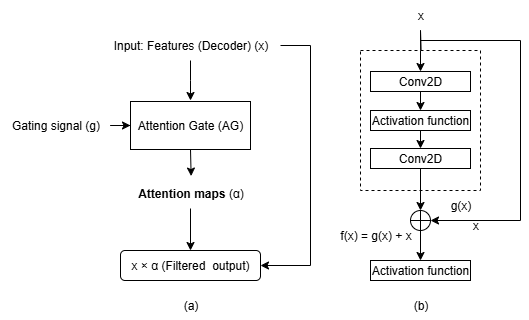 Input: Features (Decoder) (x)
Gating signal (g)
Attention Gate (AG)
Attention maps (α)
x × α (Filtered output)
(a)
x
Conv2D
Activation function
Conv2D
g(x)
x
f(x) = g(x) + x
Activation function
(b)